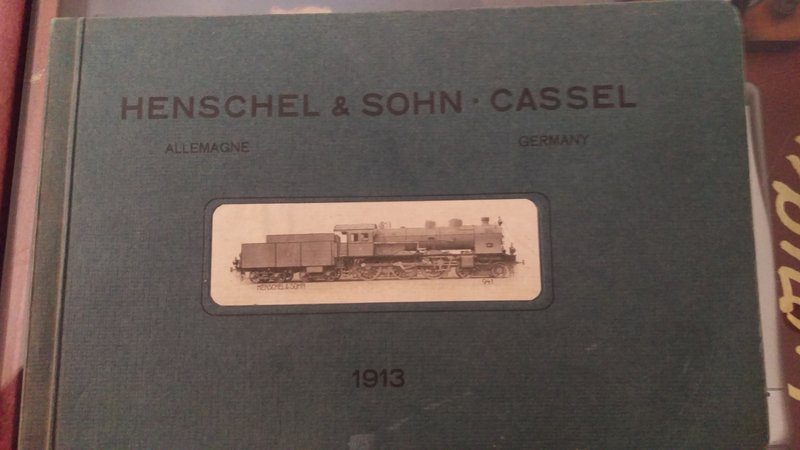 HENSCHEL & SOHN · CASSEL
ALLEMAGNE GERMANY
HENSCHEL & SOHN
1913